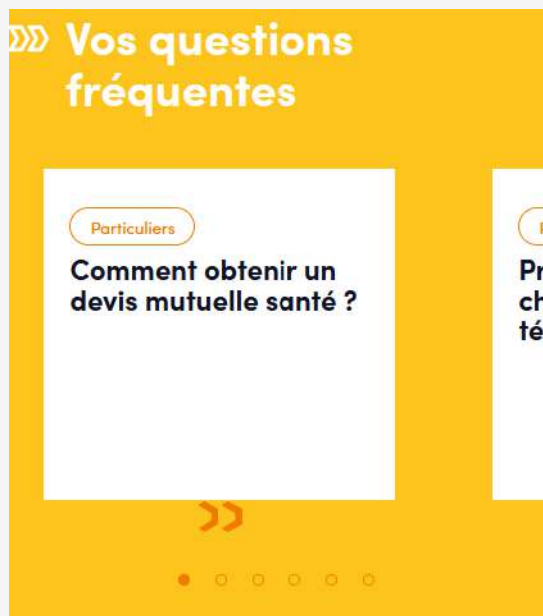 Vos questions
fréquentes
Particuliers
Comment obtenir un
devis mutuelle santé ?